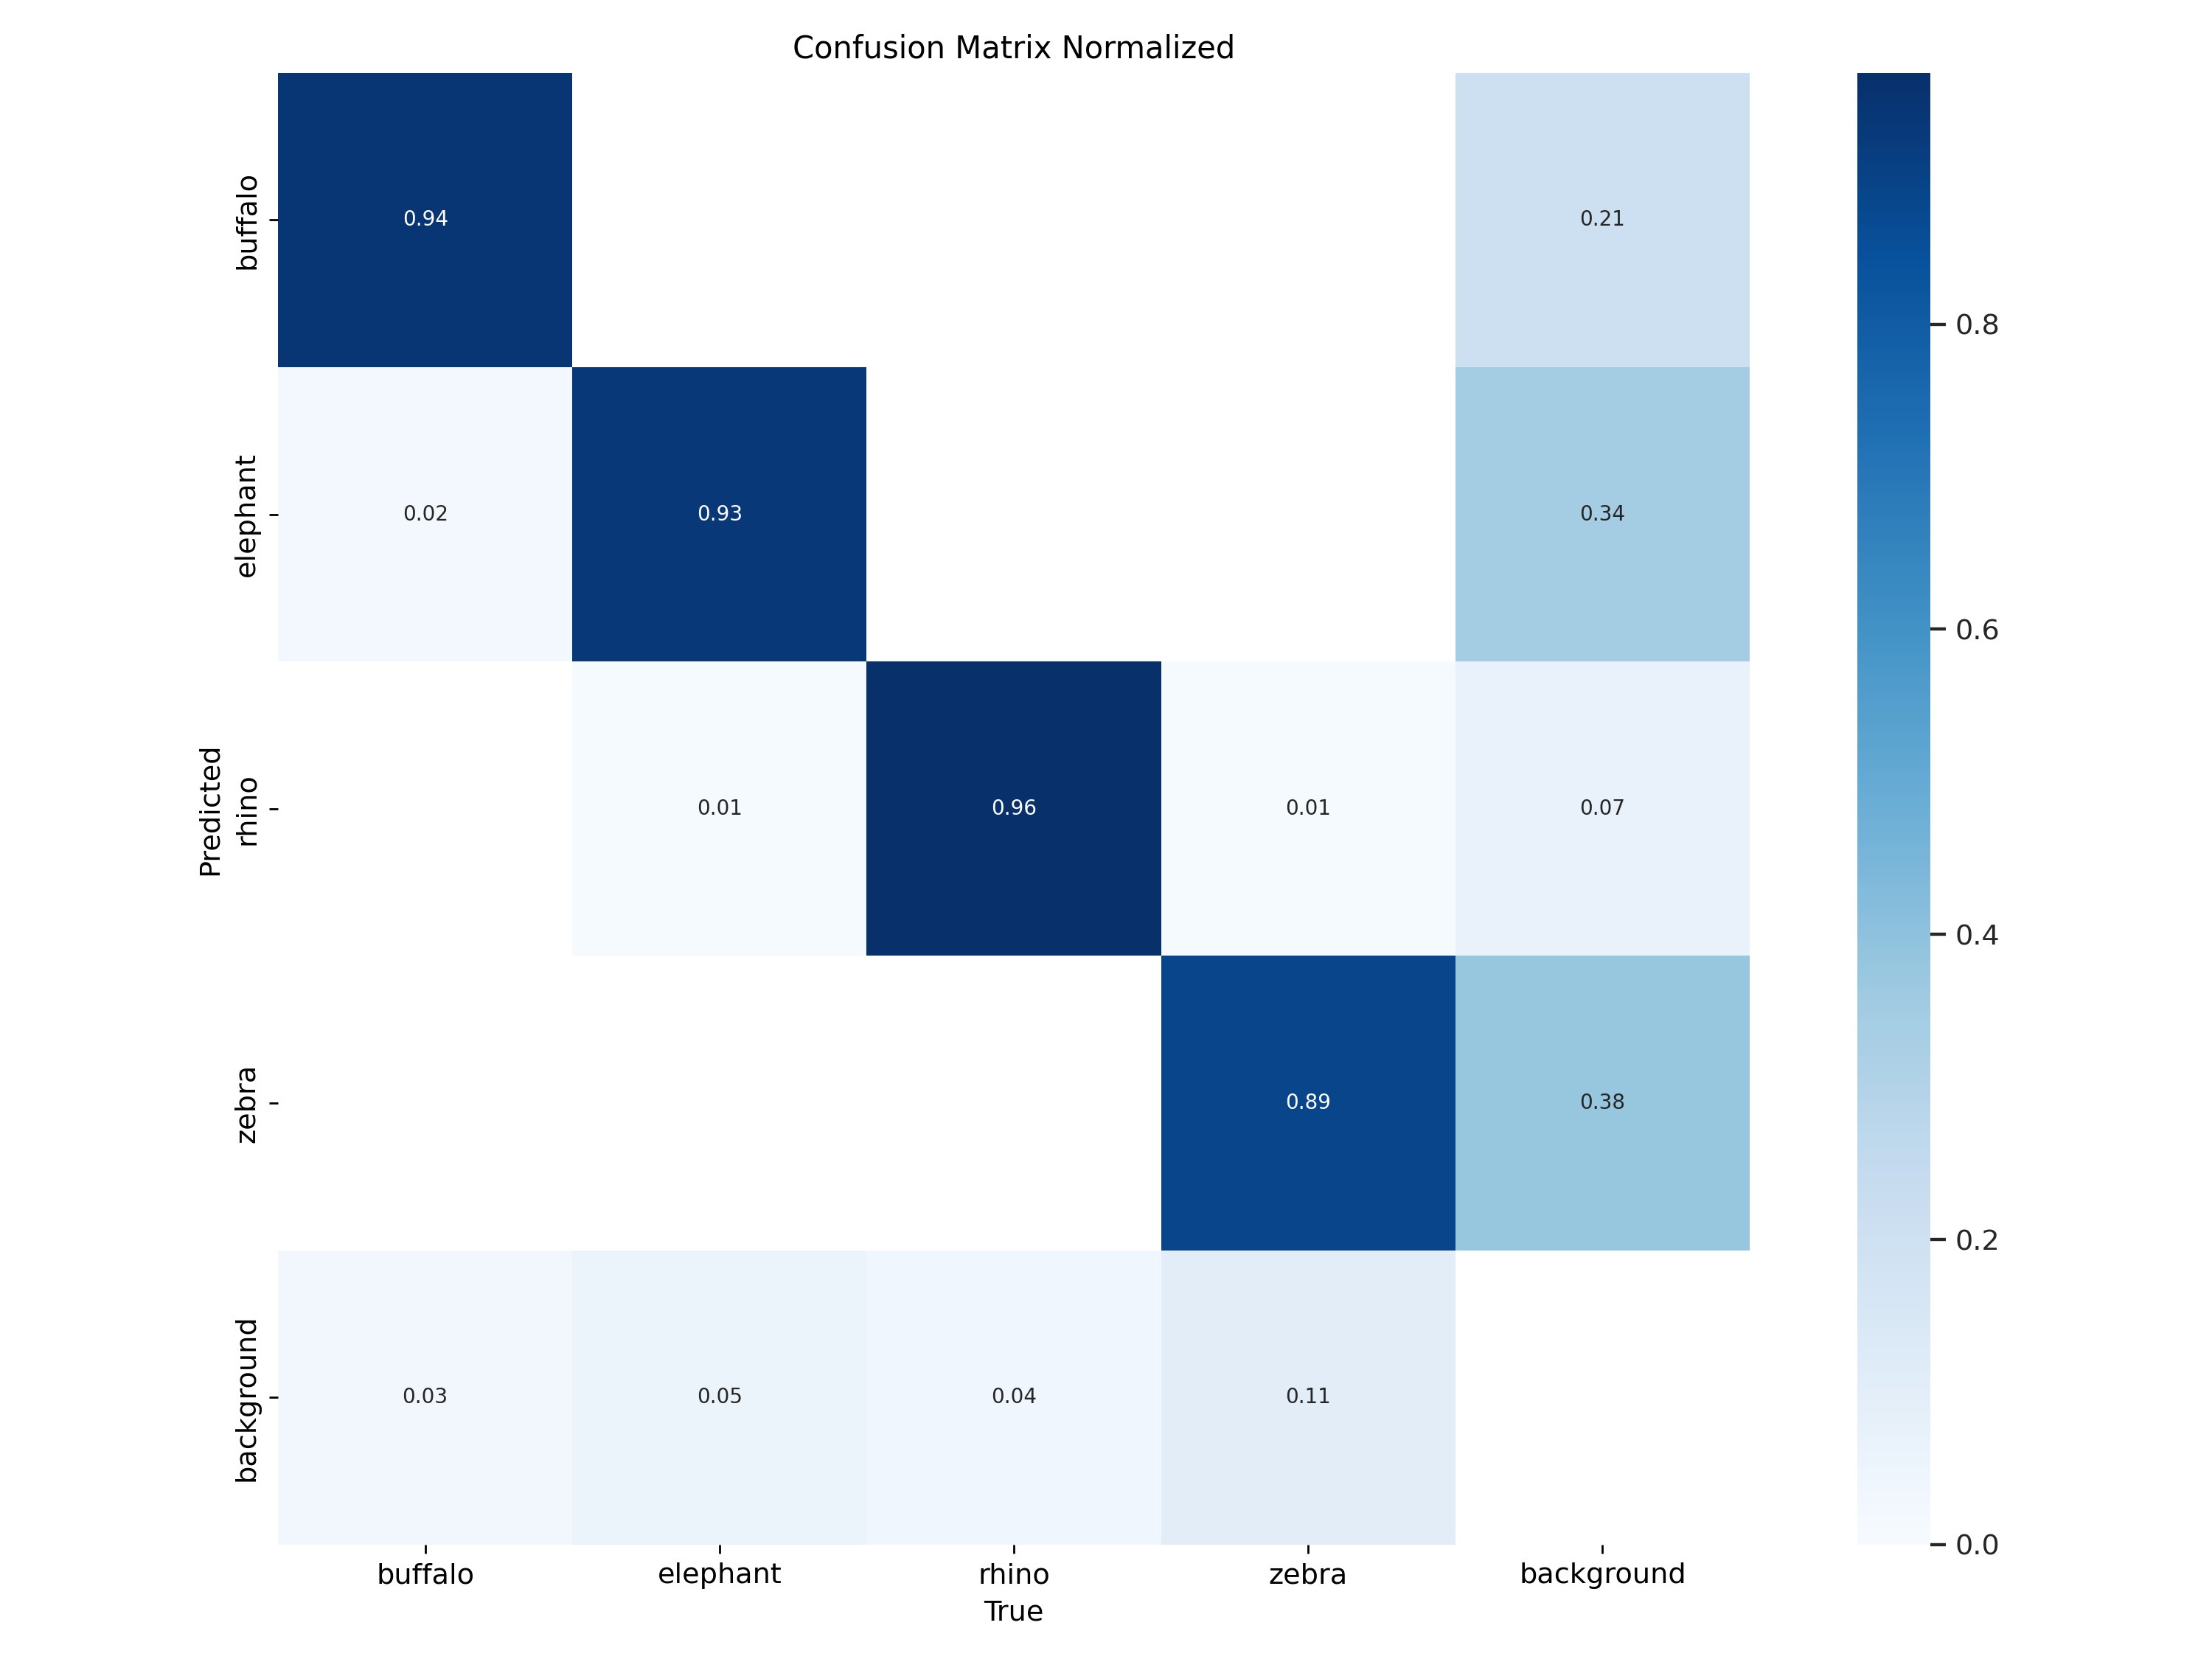 Confusion Matrix Normalized
buffalo
0.94
0.21
0.8
elephant
0.02
0.93
0.34
0.6
Predicted
rhino
0.01
0.96
0.01
0.07
0.4
zebra
0.89
0.38
0.2
background
0.03
0.05
0.04
0.11
0.0
buffalo
elephant
rhino
zebra
background
True